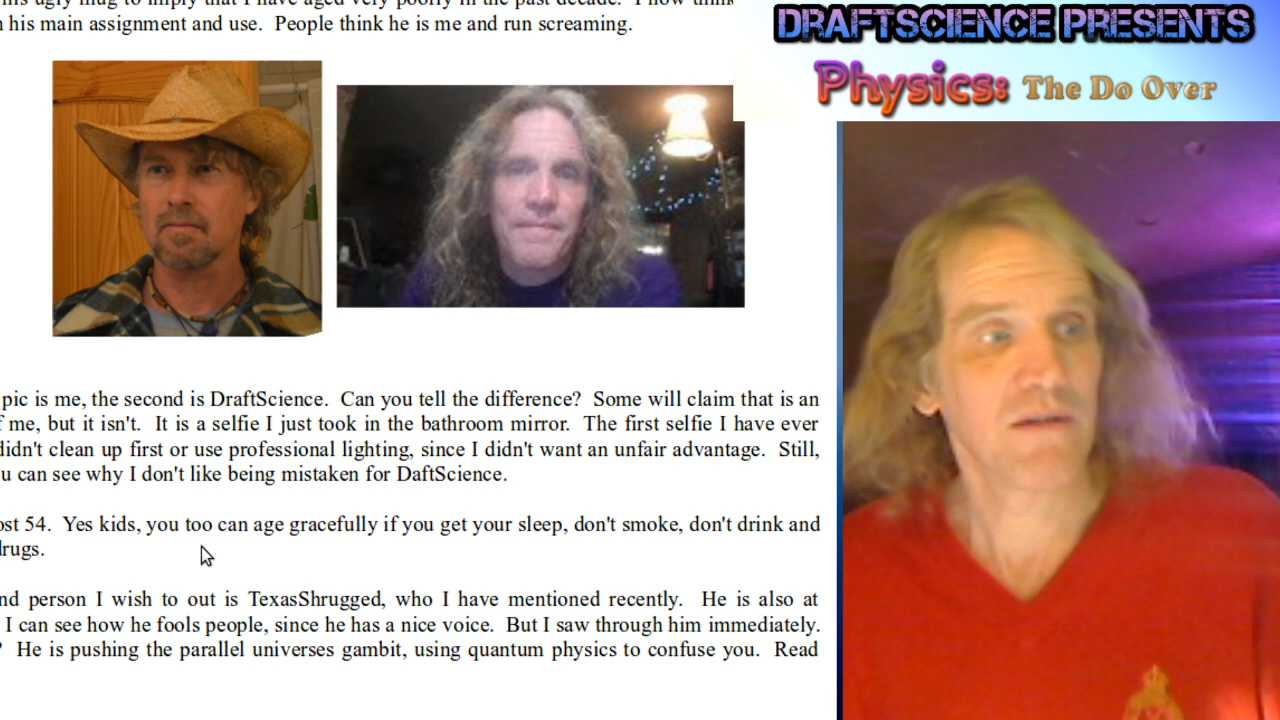 his ugly mug to imply that I have aged very poorly in the past decade. I now think
his main assignment and use. People think he is me and run screaming.
DRAFTSCIENCE PRESENTS
Physics: The Do Over
pic is me, the second is DraftScience. Can you tell the difference? Some will claim that is an
f me, but it isn't. It is a selfie I just took in the bathroom mirror. The first selfie I have ever
didn't clean up first or use professional lighting, since I didn't want an unfair advantage. Still,
u can see why I don't like being mistaken for DaftScience.
ost 54. Yes kids, you too can age gracefully if you get your sleep, don't smoke, don't drink and
drugs.
nd person I wish to out is TexasShrugged, who I have mentioned recently. He is also at
I can see how he fools people, since he has a nice voice. But I saw through him immediately.
? He is pushing the parallel universes gambit, using quantum physics to confuse you. Read